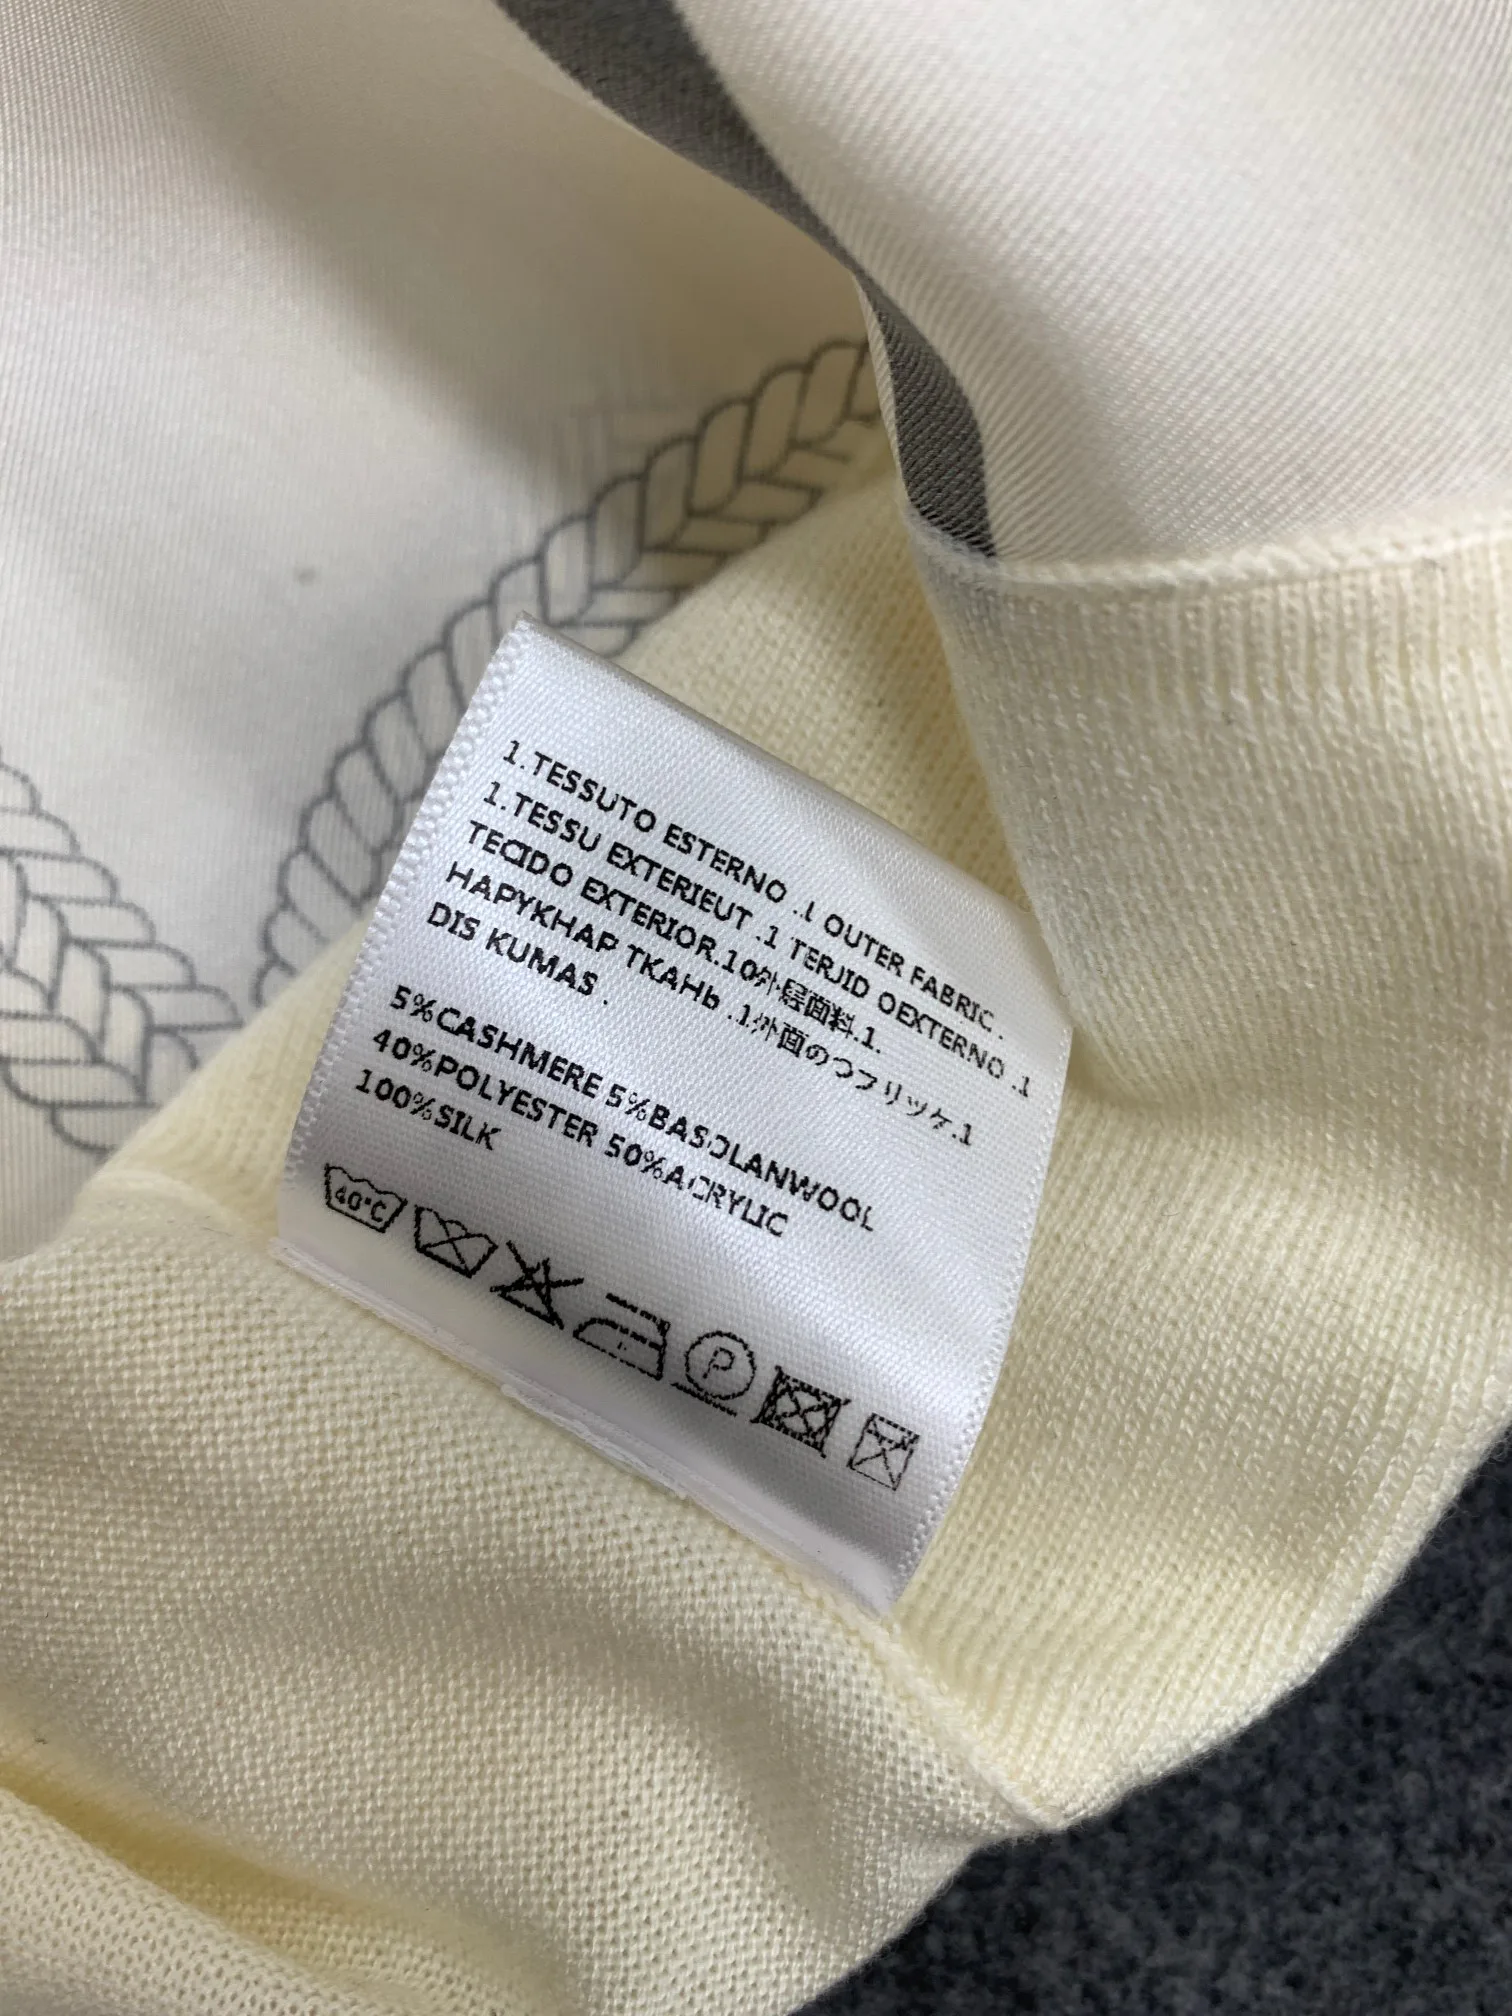 1.TESSUTO ESTERNO .1 OUTER FABRIC .
1.TESSU EXTERIEUT .1 TERJID OEXTERNO .1
TECIDO EXTERIOR.10外层面料.1.
HAPYKHAP TKAHЬ .1外面のつフリッケ.1
DIS KUMAS .
5%CASHMERE 5%BASOLANWOOL
40%POLYESTER 50%ACRYLIC
100%SILK
40°C
P